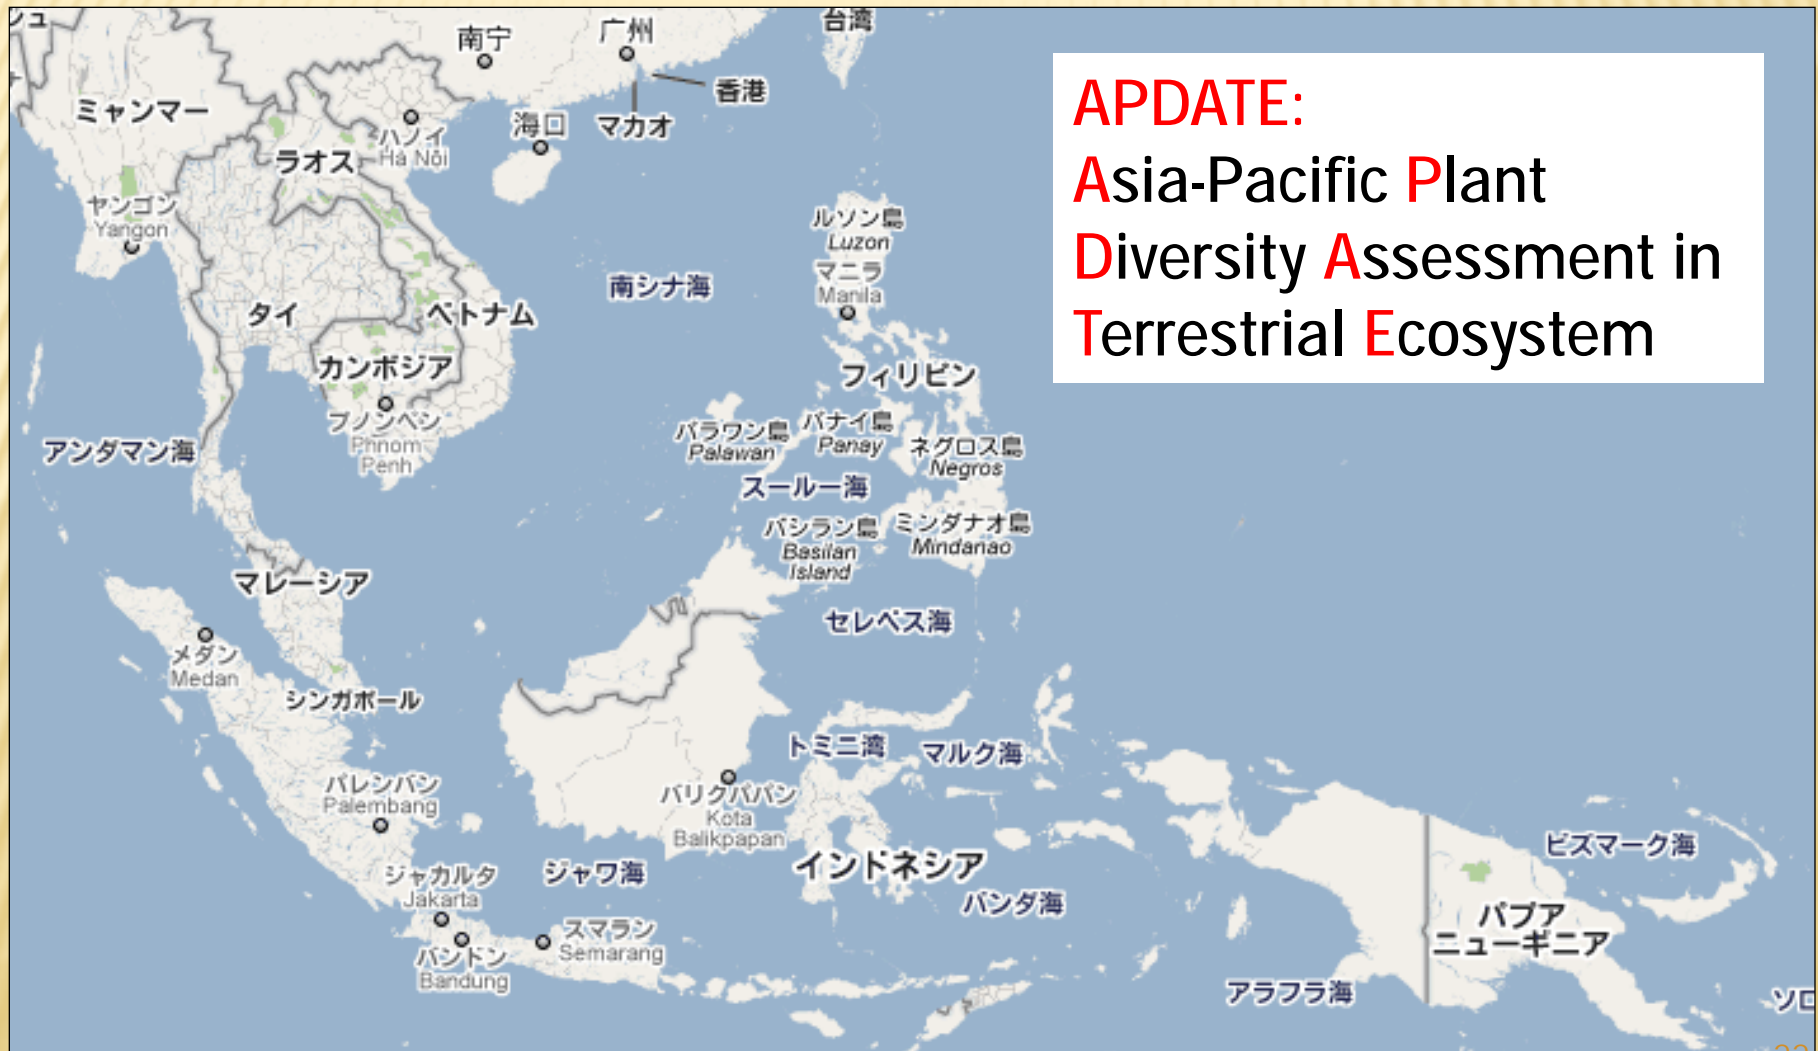 南宁
广州
台湾
香港
海口
マカオ
ミャンマー
ハノイ
Hà Nội
ラオス
ヤンゴン
Yangon
タイ
ベトナム
カンボジア
プノンペン
Phnom
Penh
アンダマン海
南シナ海
ルソン島
Luzon
マニラ
Manila
フィリピン
パラワン島
Palawan
パナイ島
Panay
ネグロス島
Negros
スールー海
バシラン島
Basilan
Island
ミンダナオ島
Mindanao
セレベス海
マレーシア
メダン
Medan
シンガポール
パレンバン
Palembang
ジャカルタ
Jakarta
バンドン
Bandung
スマラン
Semarang
ジャワ海
バリクパパン
Kota
Balikpapan
トミニ湾
マルク海
インドネシア
バンダ海
アラフラ海
ビズマーク海
パプア
ニューギニア
ソロ
APDATE:
Asia-Pacific Plant
Diversity Assessment in
Terrestrial Ecosystem